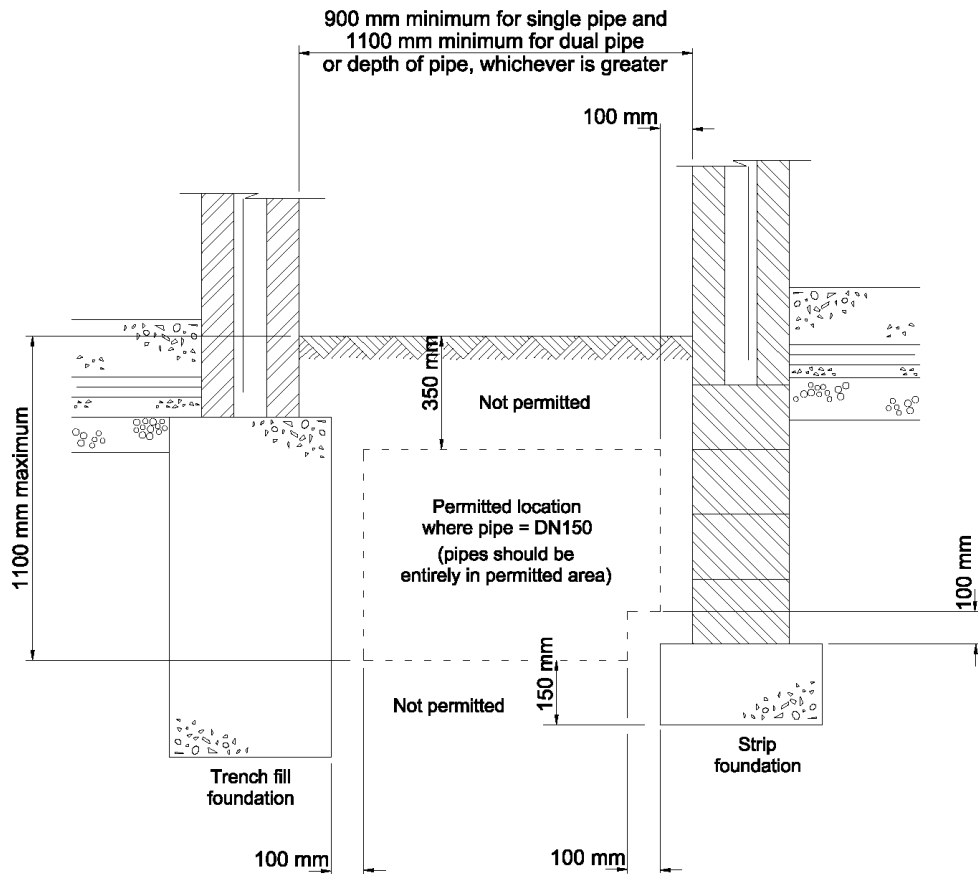 900 mm minimum for single pipe and
1100 mm minimum for dual pipe
or depth of pipe, whichever is greater
100 mm
350 mm
Not permitted
1100 mm maximum
Permitted location
where pipe = DN150
(pipes should be
entirely in permitted area)
100 mm
150 mm
Not permitted
Strip
foundation
Trench fill
foundation
100 mm
100 mm